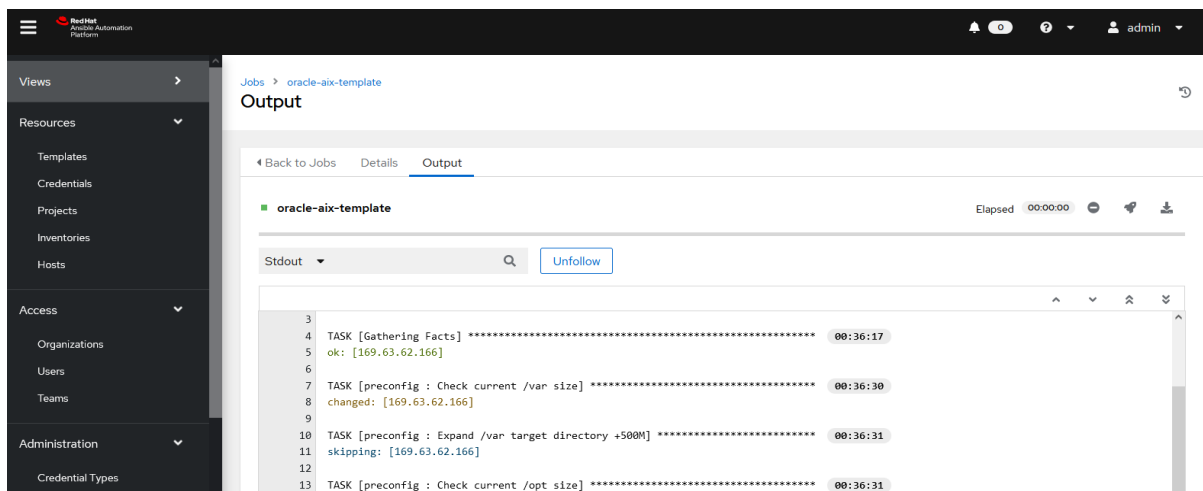 Red Hat
Ansible Automation
Platform
0
admin
Views
Resources
Templates
Credentials
Projects
Inventories
Hosts
Access
Organizations
Users
Teams
Administration
Credential Types
Jobs > oracle-aix-template
Output
Back to Jobs Details Output
oracle-aix-template Elapsed 00:00:00
Stdout Unfollow
3
4 TASK [Gathering Facts] ********************************************************* 00:36:17
5 ok: [169.63.62.166]
6
7 TASK [preconfig : Check current /var size] ************************************* 00:36:30
8 changed: [169.63.62.166]
9
10 TASK [preconfig : Expand /var target directory +500M] ************************** 00:36:31
11 skipping: [169.63.62.166]
12
13 TASK [preconfig : Check current /opt size] ************************************* 00:36:31